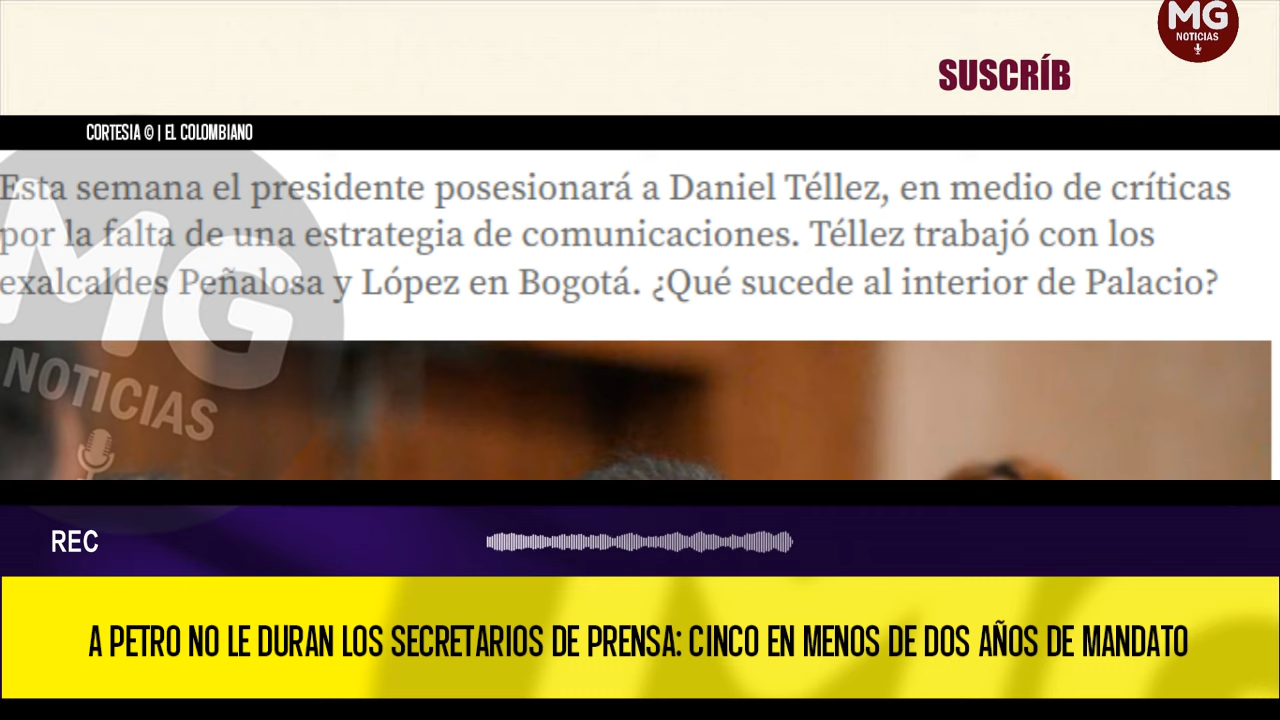 MG
NOTICIAS
SUSCRÍB
CORTESIA © | EL COLOMBIANO
Esta semana el presidente posesionará a Daniel Téllez, en medio de críticas
por la falta de una estrategia de comunicaciones. Téllez trabajó con los
exalcaldes Peñalosa y López en Bogotá. ¿Qué sucede al interior de Palacio?
MG
NOTICIAS
REC
A PETRO NO LE DURAN LOS SECRETARIOS DE PRENSA: CINCO EN MENOS DE DOS AÑOS DE MANDATO